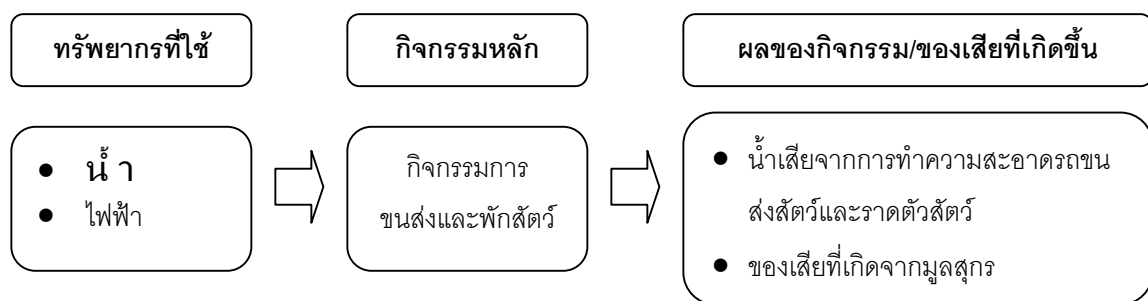 ทรัพยากรที่ใช้
กิจกรรมหลัก
ผลของกิจกรรม/ของเสียที่เกิดขึ้น
● น้ำ
● ไฟฟ้า
กิจกรรมการ
ขนส่งและพักสัตว์
● น้ำเสียจากการทำความสะอาดรถขน
ส่งสัตว์และราดตัวสัตว์
● ของเสียที่เกิดจากมูลสุกร